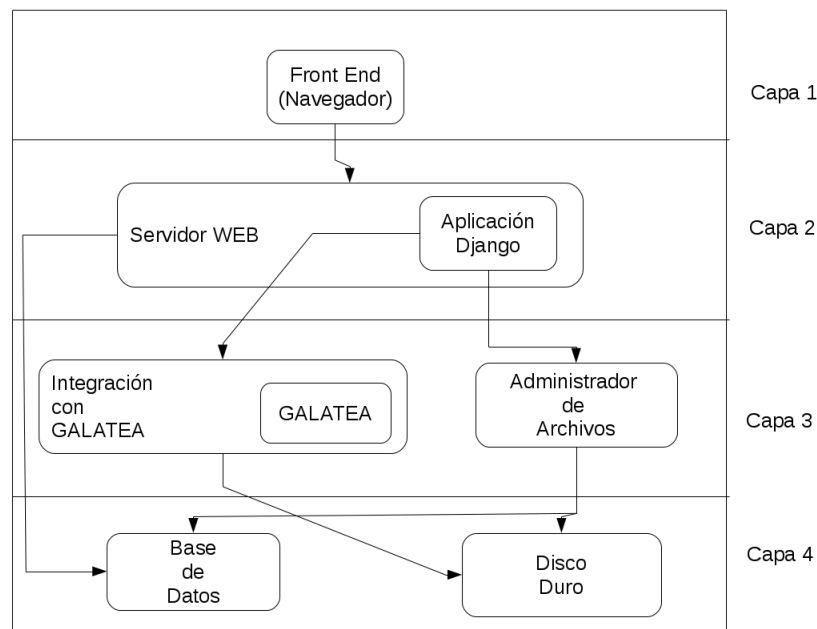 Front End
(Navegador)
Capa 1
Servidor WEB
Aplicación
Django
Capa 2
Integración
con
GALATEA
GALATEA
Administrador
de
Archivos
Capa 3
Base
de
Datos
Disco
Duro
Capa 4